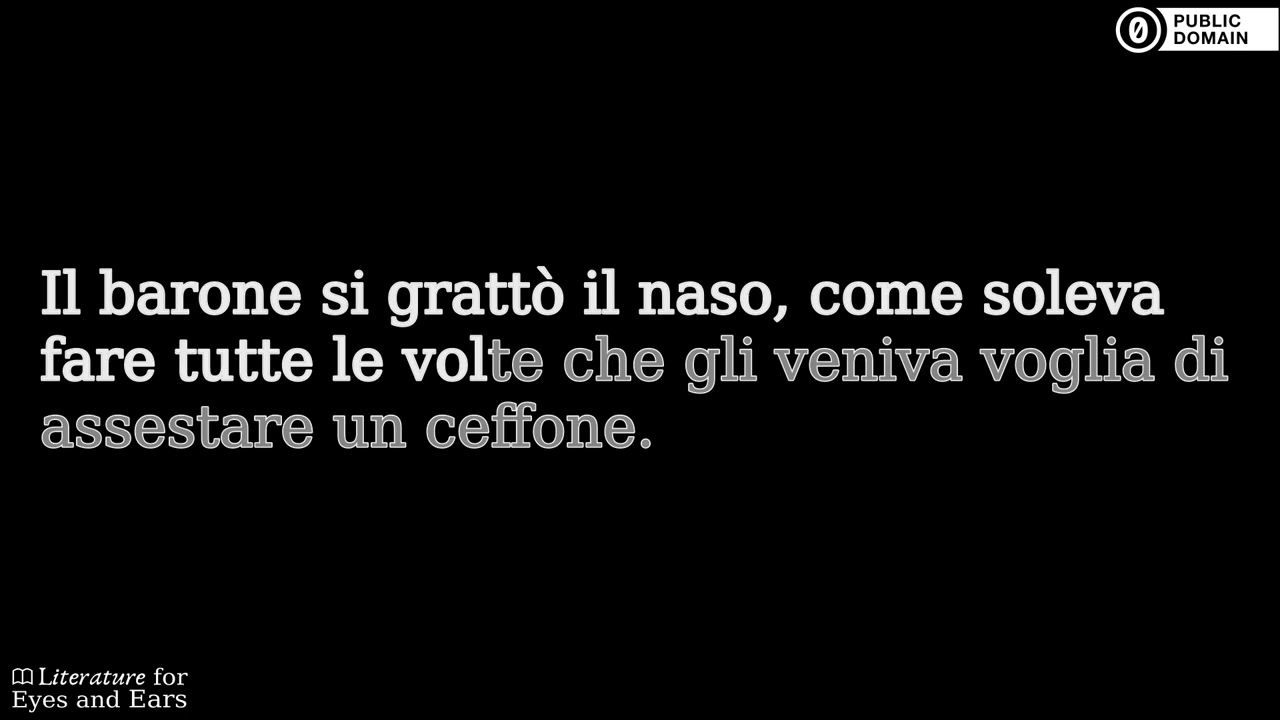 PUBLIC
DOMAIN
Il barone si grattò il naso, come soleva
fare tutte le volte che gli veniva voglia di
assestare un ceffone.
Literature for
Eyes and Ears